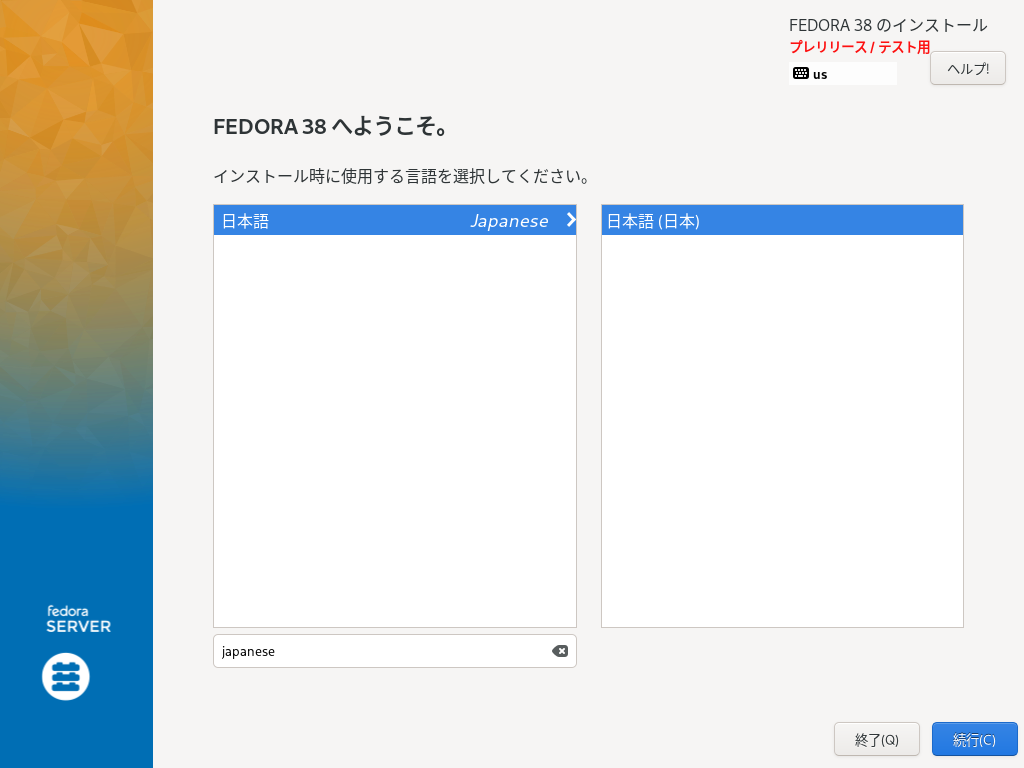 FEDORA 38 のインストール
プレリリース / テスト用
us
ヘルプ!
FEDORA 38 へようこそ。
インストール時に使用する言語を選択してください。
日本語 Japanese
日本語 (日本)
japanese
fedora
SERVER
終了(Q)
続行(C)